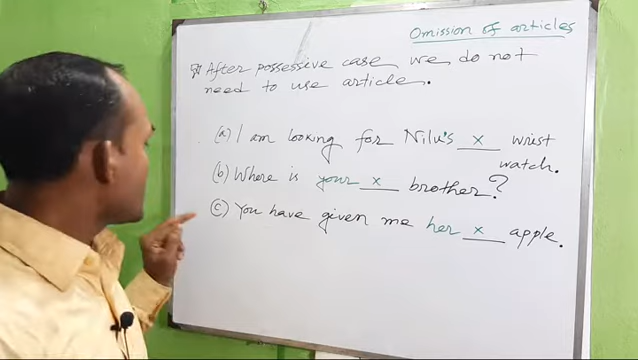 Omission of articles
After possessive case we do not
need to use article.
(a) I am looking for Nilu's x wrist
watch.
(b) Where is your x brother?
(c) You have given me her x apple.